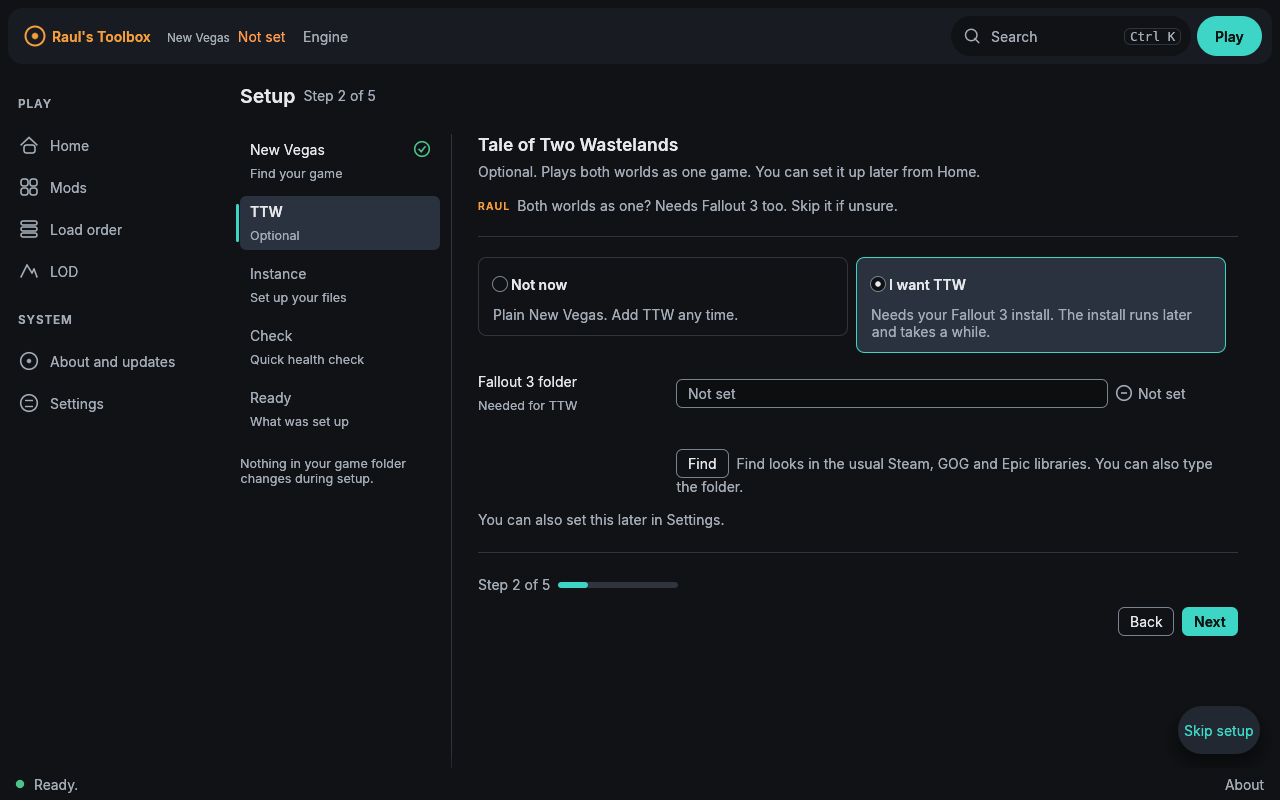 Raul's Toolbox New Vegas Not set Engine Search Ctrl K Play
PLAY
Home
Mods
Load order
LOD
SYSTEM
About and updates
Settings
Setup Step 2 of 5
New Vegas
Find your game
TTW
Optional
Instance
Set up your files
Check
Quick health check
Ready
What was set up
Nothing in your game folder
changes during setup.
Tale of Two Wastelands
Optional. Plays both worlds as one game. You can set it up later from Home.
RAUL Both worlds as one? Needs Fallout 3 too. Skip it if unsure.
Not now
Plain New Vegas. Add TTW any time.
I want TTW
Needs your Fallout 3 install. The install runs later
and takes a while.
Fallout 3 folder
Needed for TTW
Not set
Not set
Find Find looks in the usual Steam, GOG and Epic libraries. You can also type
the folder.
You can also set this later in Settings.
Step 2 of 5
Back Next
Skip setup
Ready.
About